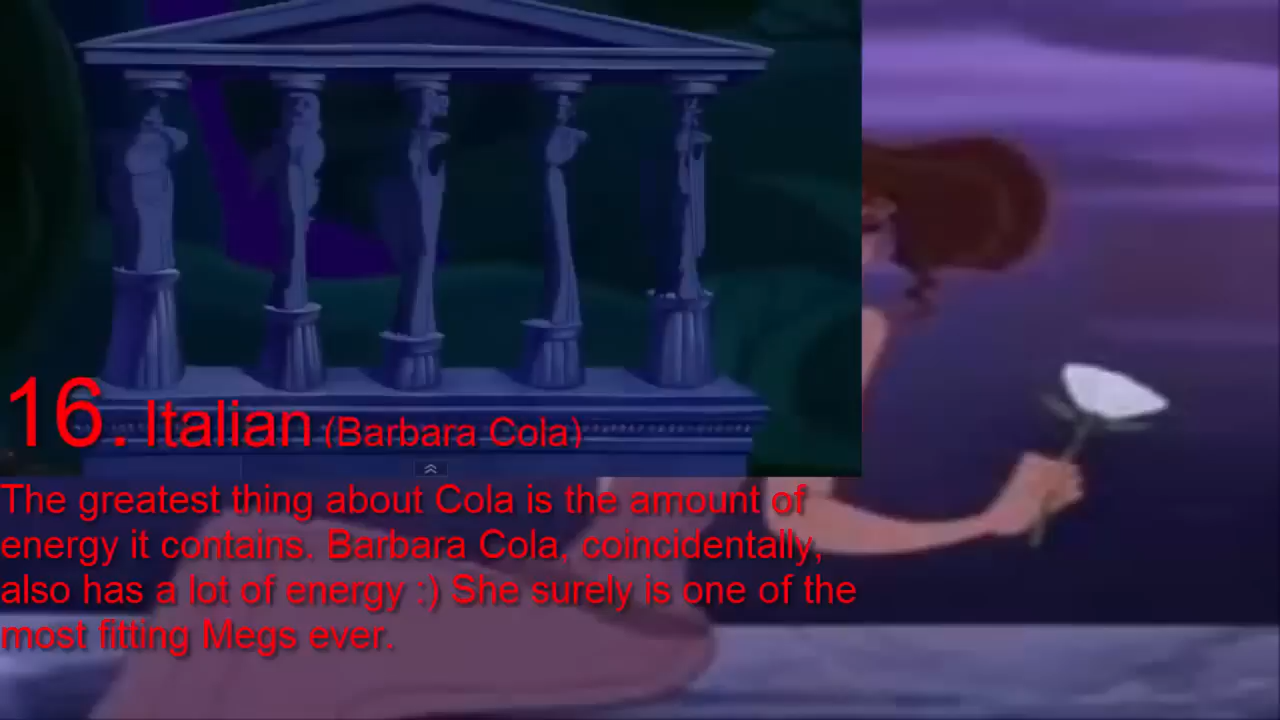 16. Italian (Barbara Cola)
The greatest thing about Cola is the amount of
energy it contains. Barbara Cola, coincidentally,
also has a lot of energy :) She surely is one of the
most fitting Megs ever.